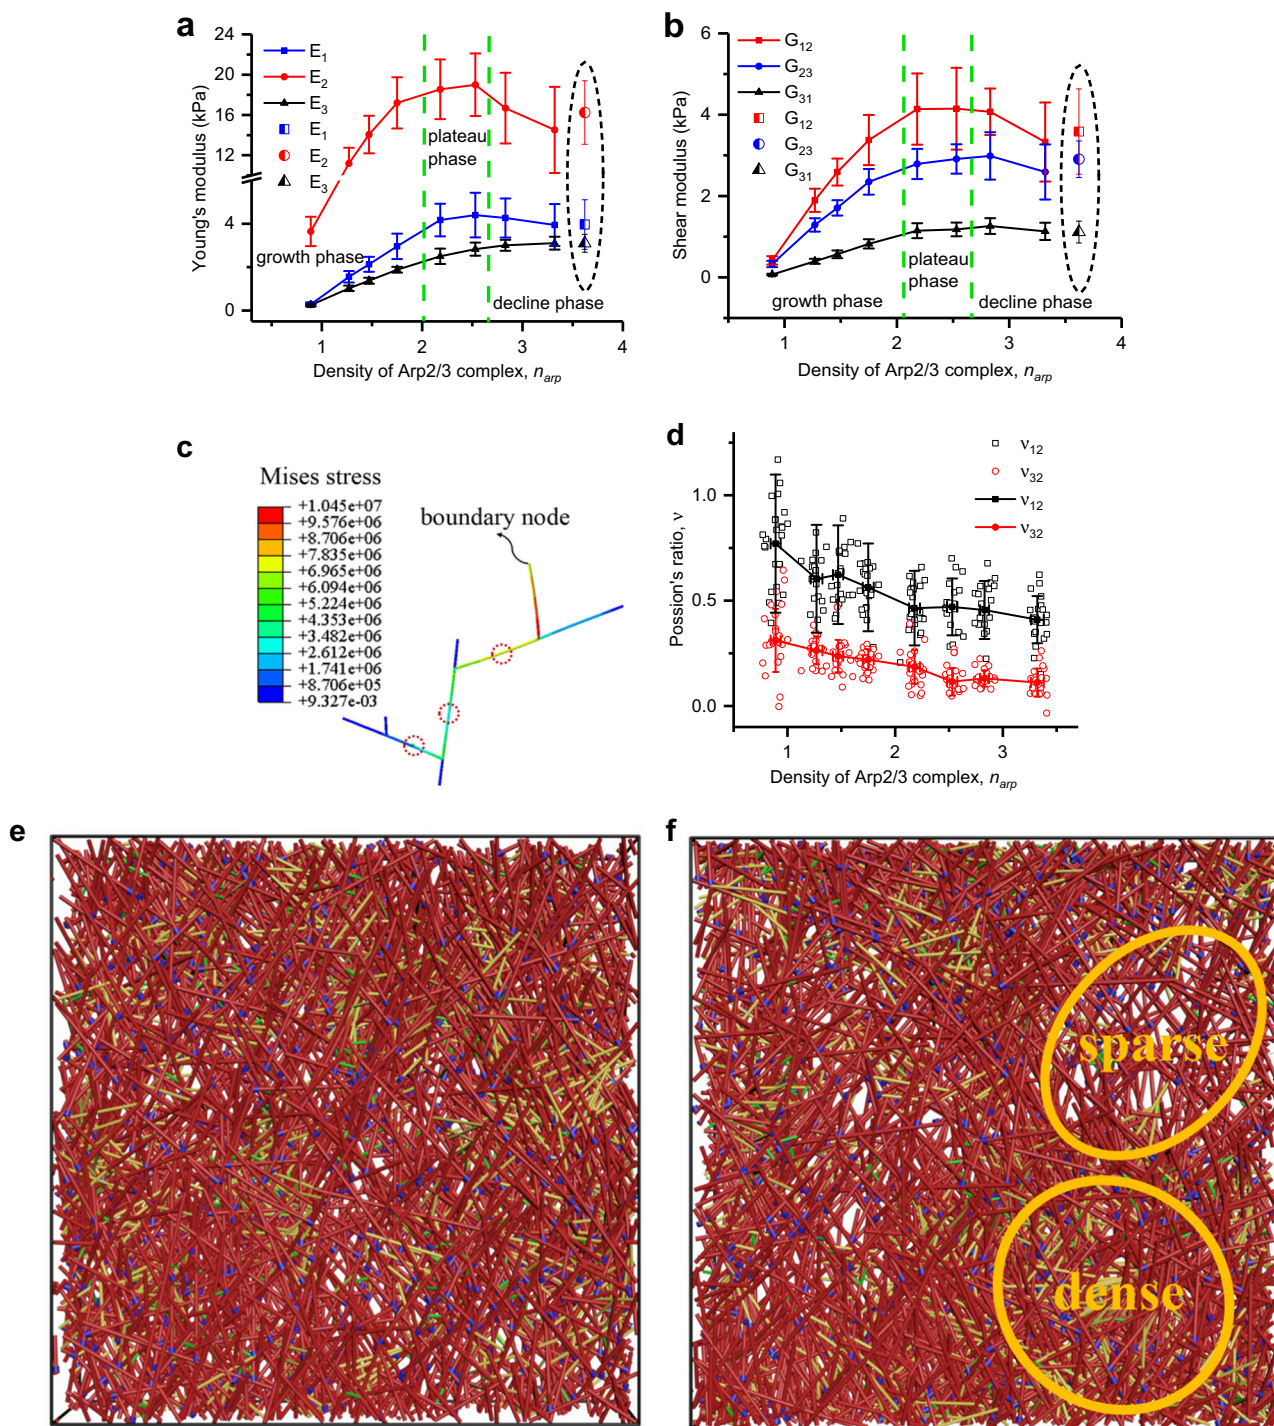 a
24
20
16
12
4
0
Young's modulus (kPa)
E1
E2
E3
E1
E2
E3
plateau
phase
growth phase
decline phase
1
2
3
4
Density of Arp2/3 complex, narp
b
6
4
2
0
Shear modulus (kPa)
G12
G23
G31
G12
G23
G31
plateau
phase
growth phase
decline phase
1
2
3
4
Density of Arp2/3 complex, narp
c
Mises stress
+1.045e+07
+9.576e+06
+8.706e+06
+7.835e+06
+6.965e+06
+6.094e+06
+5.224e+06
+4.353e+06
+3.482e+06
+2.612e+06
+1.741e+06
+8.706e+05
+9.327e-03
boundary node
d
1.0
0.5
0.0
Possion's ratio, ν
ν12
ν32
ν12
ν32
1
2
3
Density of Arp2/3 complex, narp
e
f
sparse
dense